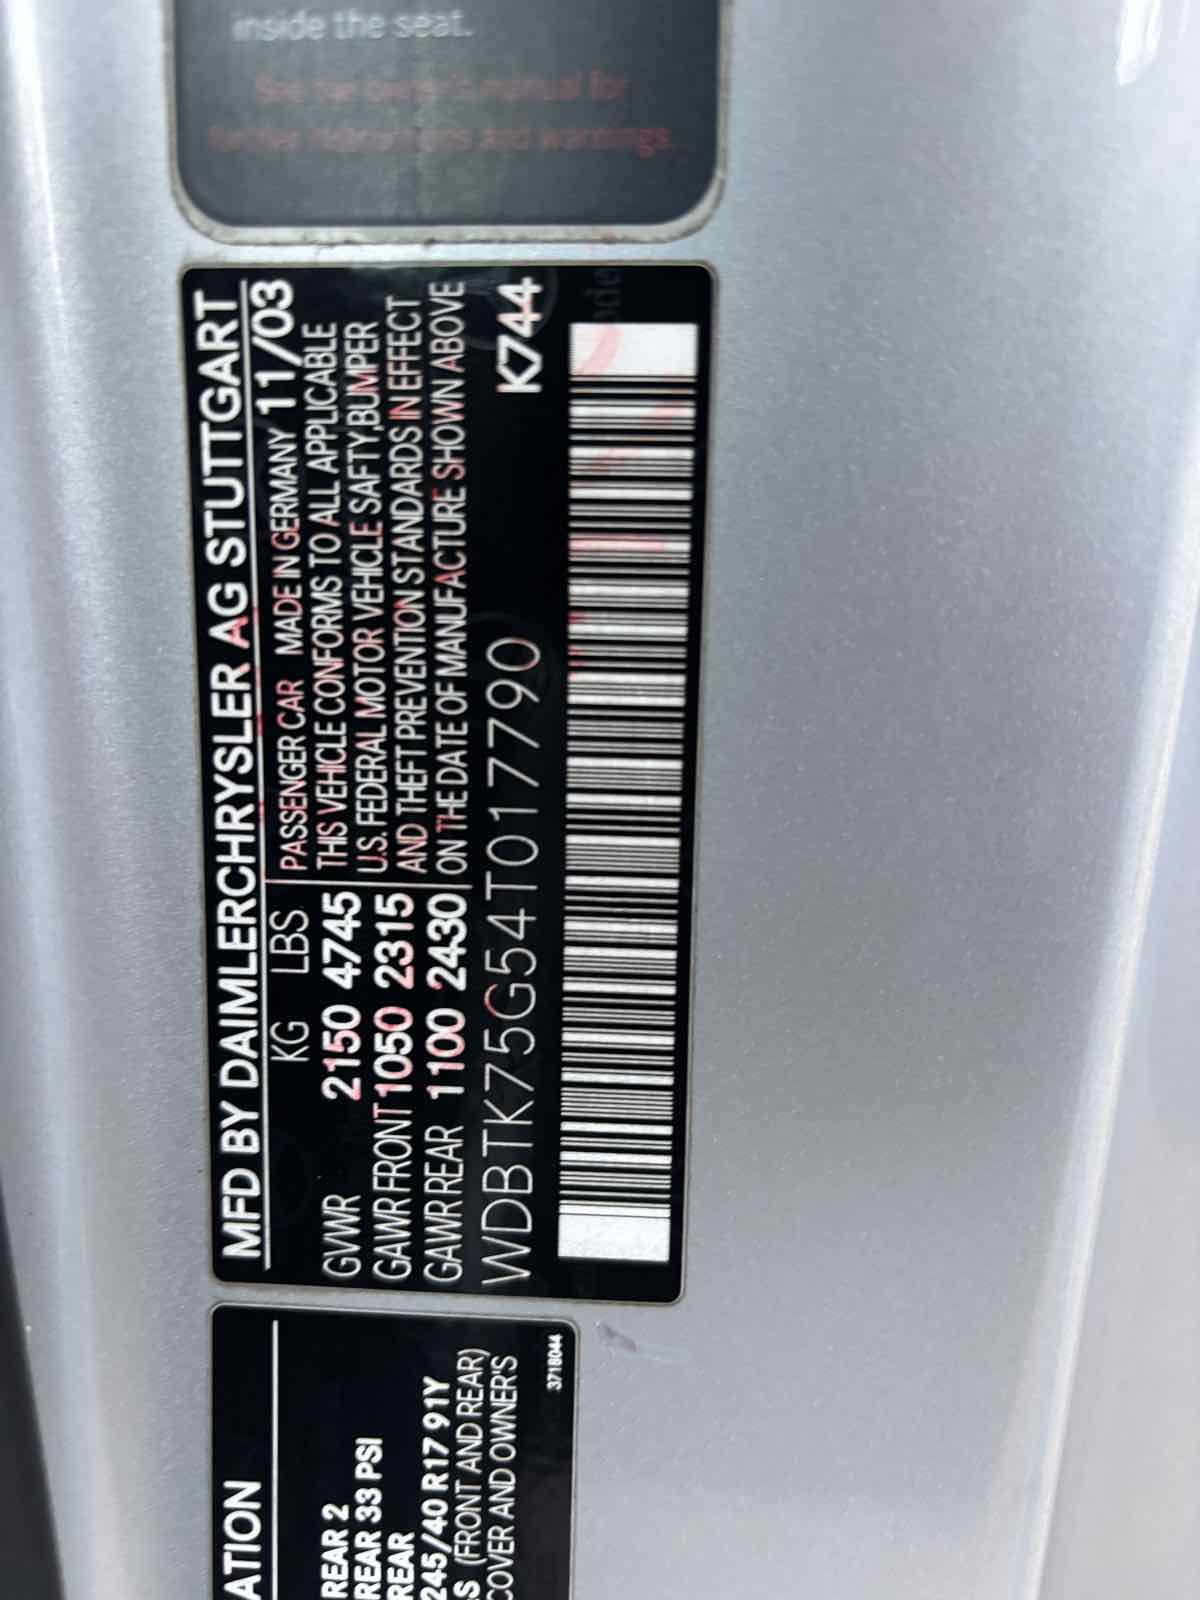 inside the seat.
See the owner's manual for
further instructions and warnings.
MFD BY DAIMLERCHRYSLER AG STUTTGART
KG LBS
PASSENGER CAR MADE IN GERMANY 11/03
GVWR 2150 4745
THIS VEHICLE CONFORMS TO ALL APPLICABLE
GAWR FRONT 1050 2315
U.S. FEDERAL MOTOR VEHICLE SAFTY,BUMPER
AND THEFT PREVENTION STANDARDS IN EFFECT
GAWR REAR 1100 2430
ON THE DATE OF MANUFACTURE SHOWN ABOVE
WDBTK75G54T017790
K744
ATION
REAR 2
REAR 33 PSI
REAR
245/40 R17 91Y
S (FRONT AND REAR)
COVER AND OWNER'S
3718044